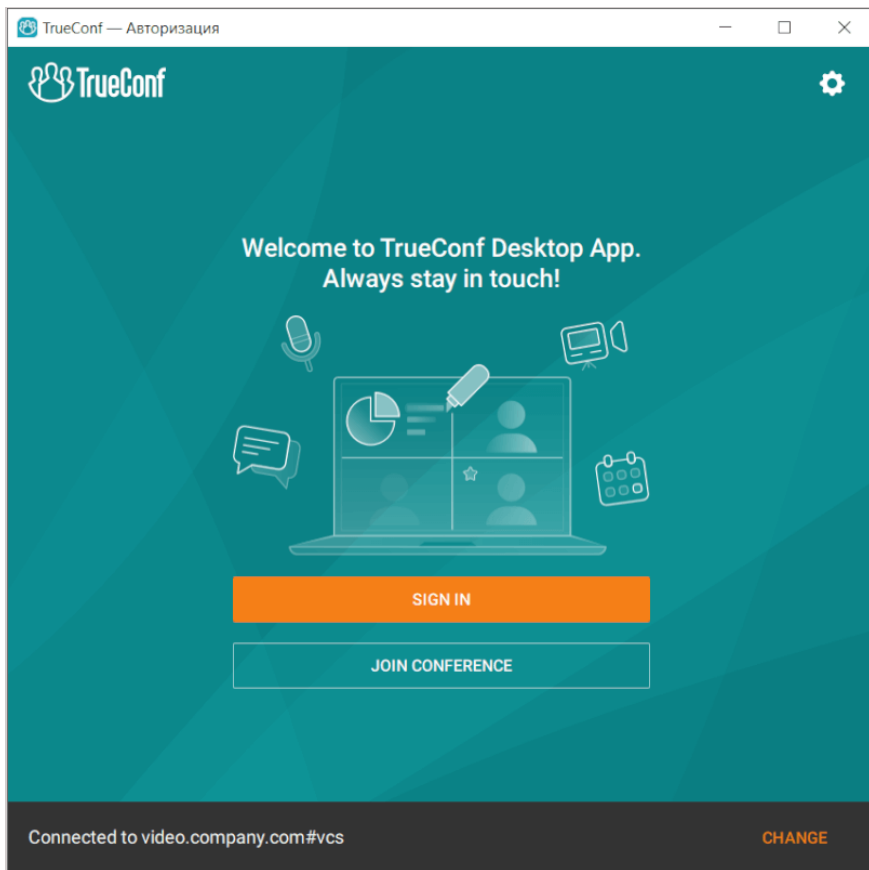 TrueConf — Авторизация
TrueConf
Welcome to TrueConf Desktop App.
Always stay in touch!
SIGN IN
JOIN CONFERENCE
Connected to video.company.com#vcs
CHANGE